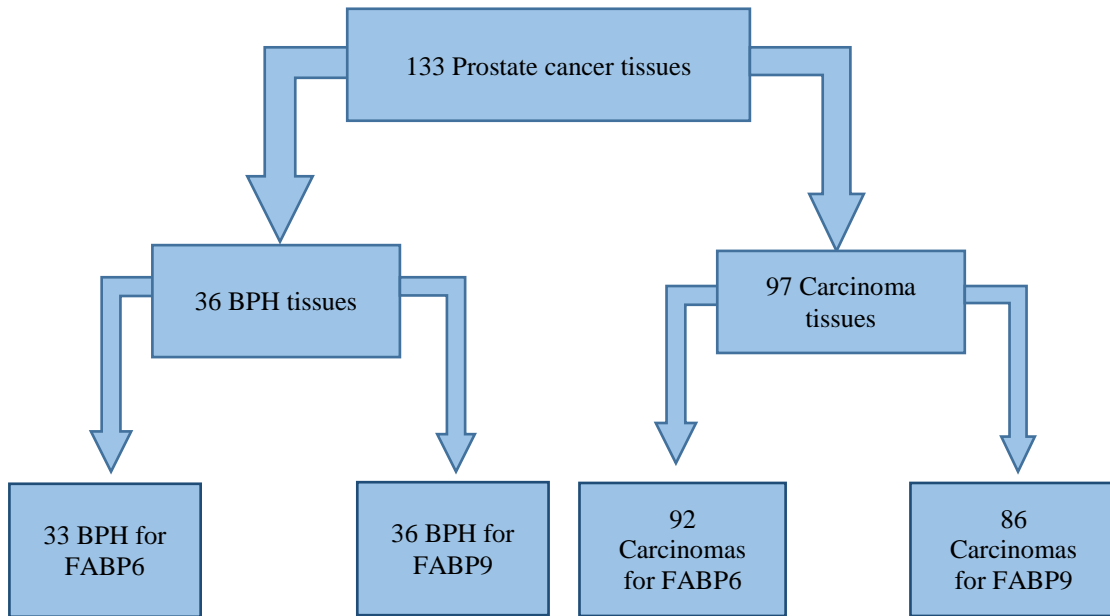 133 Prostate cancer tissues
36 BPH tissues
97 Carcinoma
tissues
33 BPH for
FABP6
36 BPH for
FABP9
92
Carcinomas
for FABP6
86
Carcinomas
for FABP9